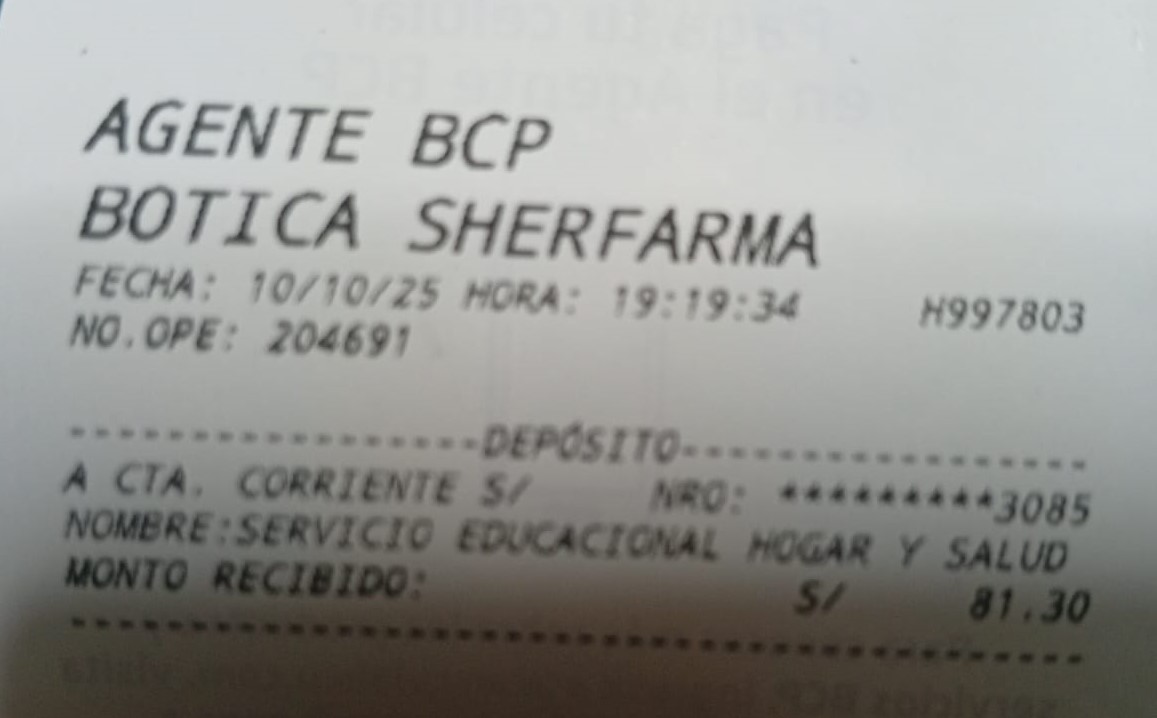 AGENTE BCP
BOTICA SHERFARMA
FECHA: 10/10/25 HORA: 19:19:34 H997803
NO.OPE: 204691
-----------------DEPÓSITO-----------------
A CTA. CORRIENTE S/ NRO: *********3085
NOMBRE:SERVICIO EDUCACIONAL HOGAR Y SALUD
MONTO RECIBIDO: S/ 81.30
------------------------------------------